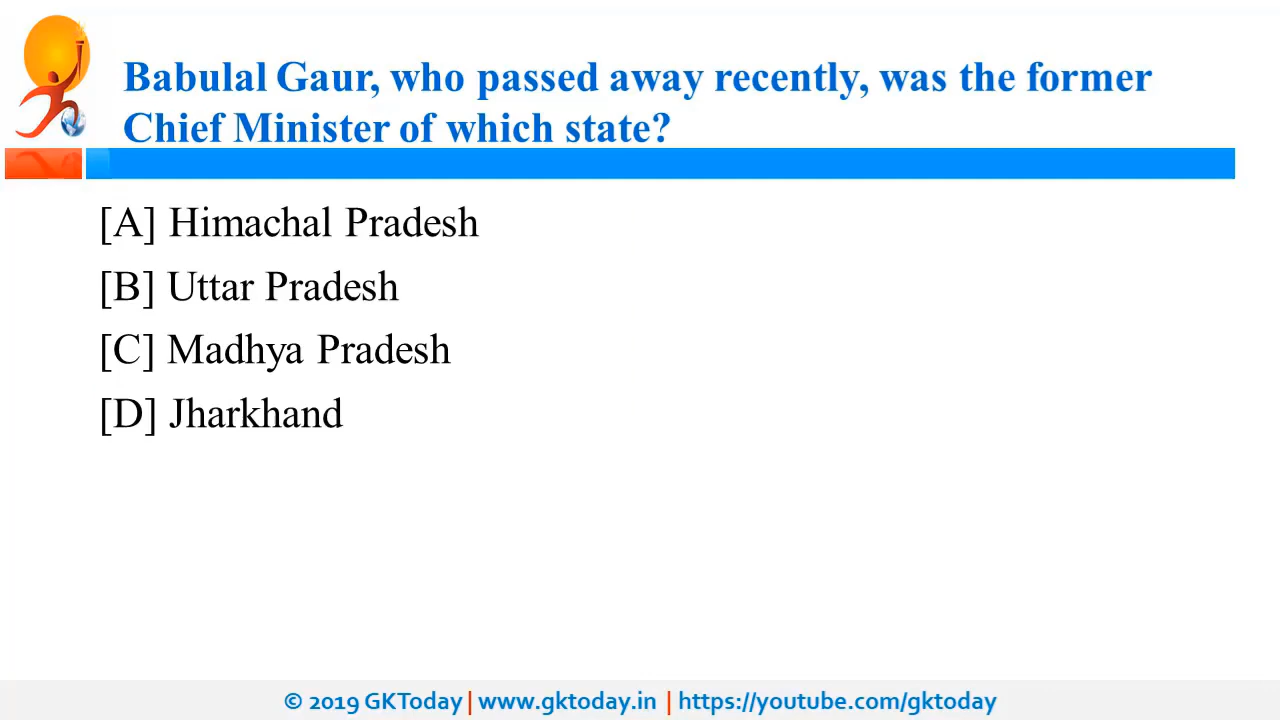 Babulal Gaur, who passed away recently, was the former
Chief Minister of which state?
[A] Himachal Pradesh
[B] Uttar Pradesh
[C] Madhya Pradesh
[D] Jharkhand
© 2019 GKToday | www.gktoday.in | https://youtube.com/gktoday